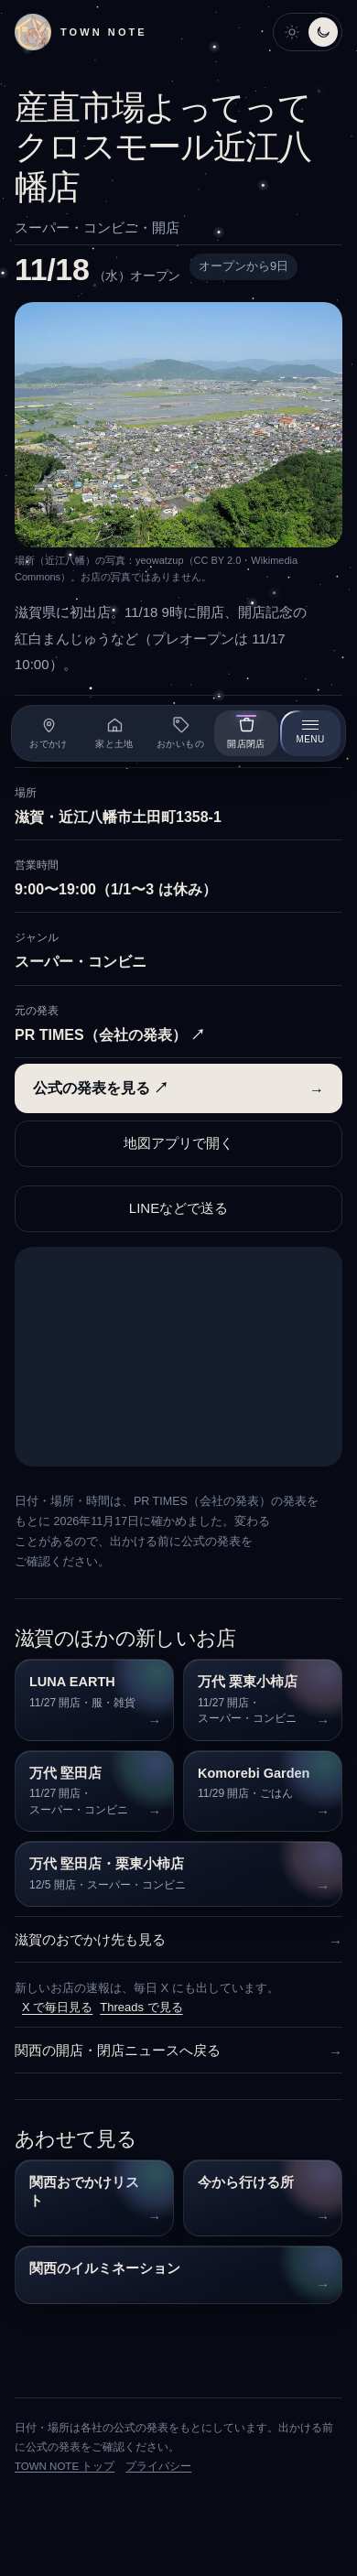 TOWN NOTE
産直市場よってって
クロスモール近江八
幡店
スーパー・コンビニ・開店
11/18 （水）オープン オープンから9日
場所（近江八幡）の写真：yeowatzup（CC BY 2.0・Wikimedia
Commons）。お店の写真ではありません。
滋賀県に初出店。11/18 9時に開店、開店記念の
紅白まんじゅうなど（プレオープンは 11/17
10:00）。
おでかけ 家と土地 おかいもの 開店閉店 MENU
場所
滋賀・近江八幡市土田町1358-1
営業時間
9:00〜19:00（1/1〜3 は休み）
ジャンル
スーパー・コンビニ
元の発表
PR TIMES（会社の発表） ↗
公式の発表を見る ↗ →
地図アプリで開く
LINEなどで送る
日付・場所・時間は、PR TIMES（会社の発表）の発表を
もとに 2026年11月17日に確かめました。変わる
ことがあるので、出かける前に公式の発表を
ご確認ください。
滋賀のほかの新しいお店
LUNA EARTH
11/27 開店・服・雑貨
→
万代 栗東小柿店
11/27 開店・
スーパー・コンビニ →
万代 堅田店
11/27 開店・
スーパー・コンビニ →
Komorebi Garden
11/29 開店・ごはん
→
万代 堅田店・栗東小柿店
12/5 開店・スーパー・コンビニ →
滋賀のおでかけ先も見る →
新しいお店の速報は、毎日 X にも出しています。
X で毎日見る Threads で見る
関西の開店・閉店ニュースへ戻る →
あわせて見る
関西おでかけリス
ト
→
今から行ける所
→
関西のイルミネーション
→
日付・場所は各社の公式の発表をもとにしています。出かける前
に公式の発表をご確認ください。
TOWN NOTE トップ プライバシー